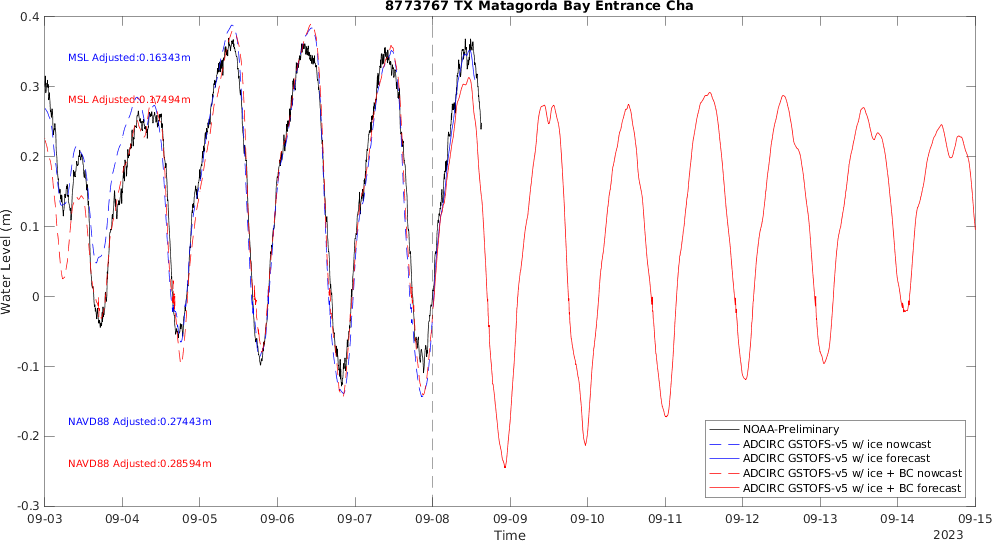 8773767 TX Matagorda Bay Entrance Cha
0.4
0.3
0.2
0.1
0
-0.1
-0.2
-0.3
Water Level (m)
MSL Adjusted:0.16343m
MSL Adjusted:0.17494m
NAVD88 Adjusted:0.27443m
NAVD88 Adjusted:0.28594m
NOAA-Preliminary
ADCIRC GSTOFS-v5 w/ ice nowcast
ADCIRC GSTOFS-v5 w/ ice forecast
ADCIRC GSTOFS-v5 w/ ice + BC nowcast
ADCIRC GSTOFS-v5 w/ ice + BC forecast
09-03 09-04 09-05 09-06 09-07 09-08 09-09 09-10 09-11 09-12 09-13 09-14 09-15
Time
2023